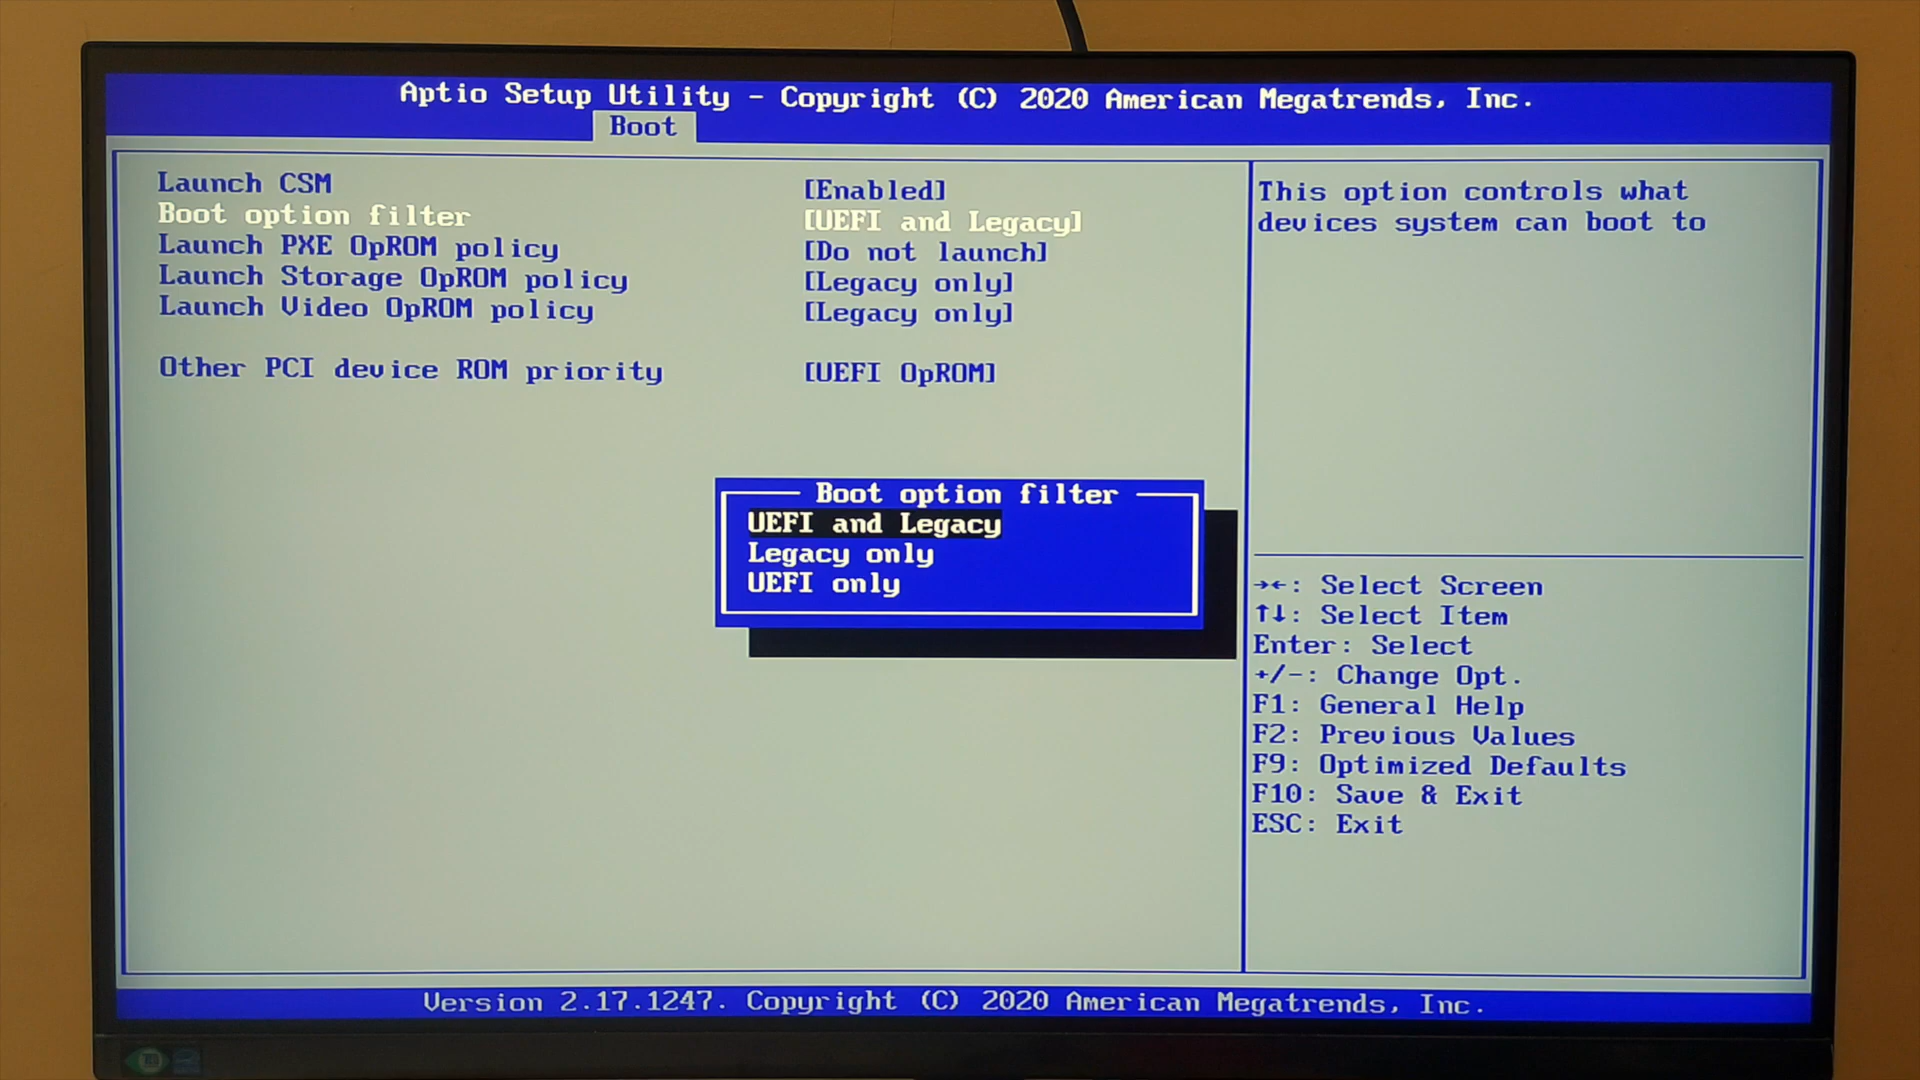 Aptio Setup Utility - Copyright (C) 2020 American Megatrends, Inc.
Boot
Launch CSM [Enabled]
Boot option filter [UEFI and Legacy]
Launch PXE OpROM policy [Do not launch]
Launch Storage OpROM policy [Legacy only]
Launch Video OpROM policy [Legacy only]
Other PCI device ROM priority [UEFI OpROM]
Boot option filter
UEFI and Legacy
Legacy only
UEFI only
This option controls what
devices system can boot to
→←: Select Screen
↑↓: Select Item
Enter: Select
+/-: Change Opt.
F1: General Help
F2: Previous Values
F9: Optimized Defaults
F10: Save & Exit
ESC: Exit
Version 2.17.1247. Copyright (C) 2020 American Megatrends, Inc.